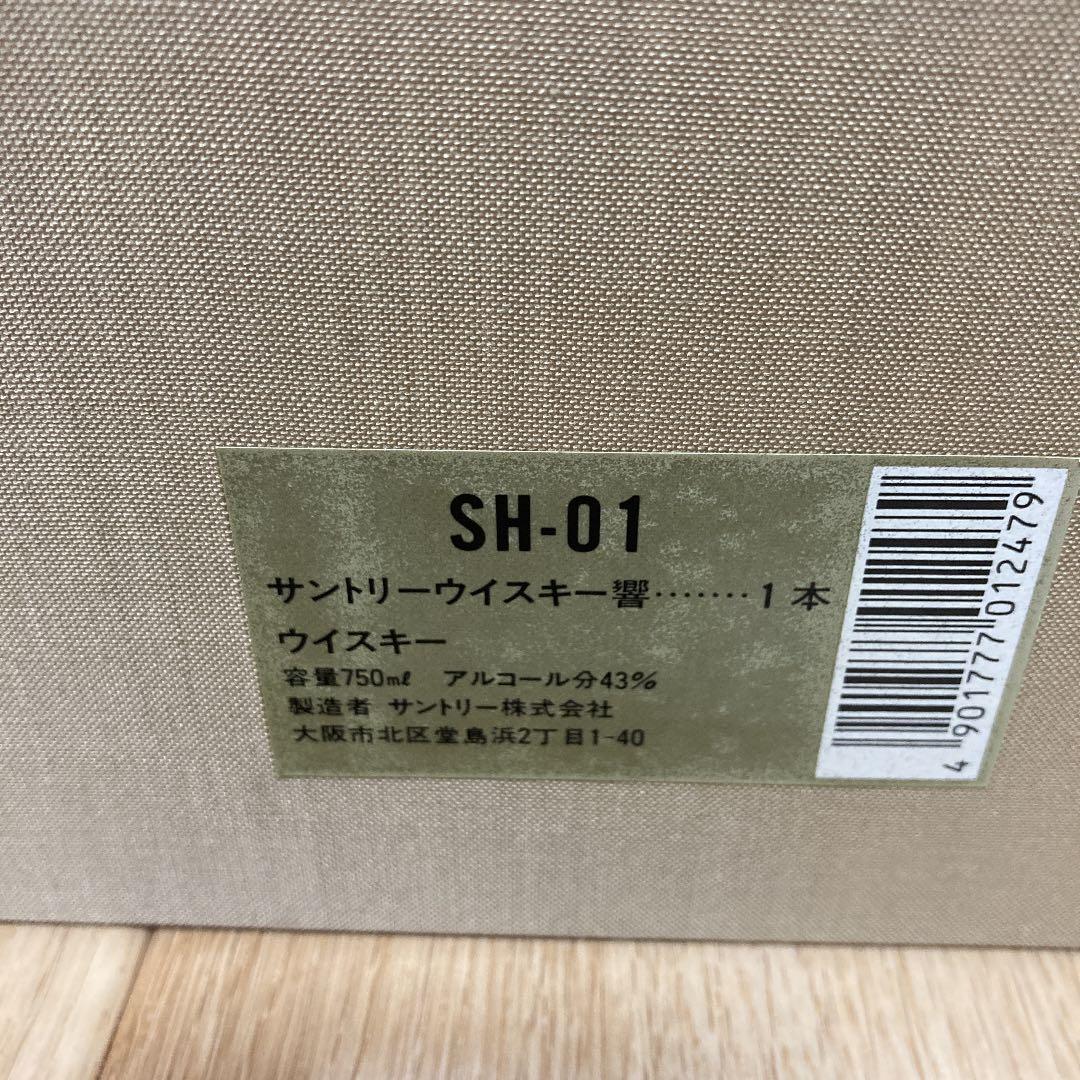 SH-01
サントリーウイスキー響‥‥‥‥1本
ウイスキー
容量750㎖ アルコール分43%
製造者 サントリー株式会社
大阪市北区堂島浜2丁目1-40
4901777012479